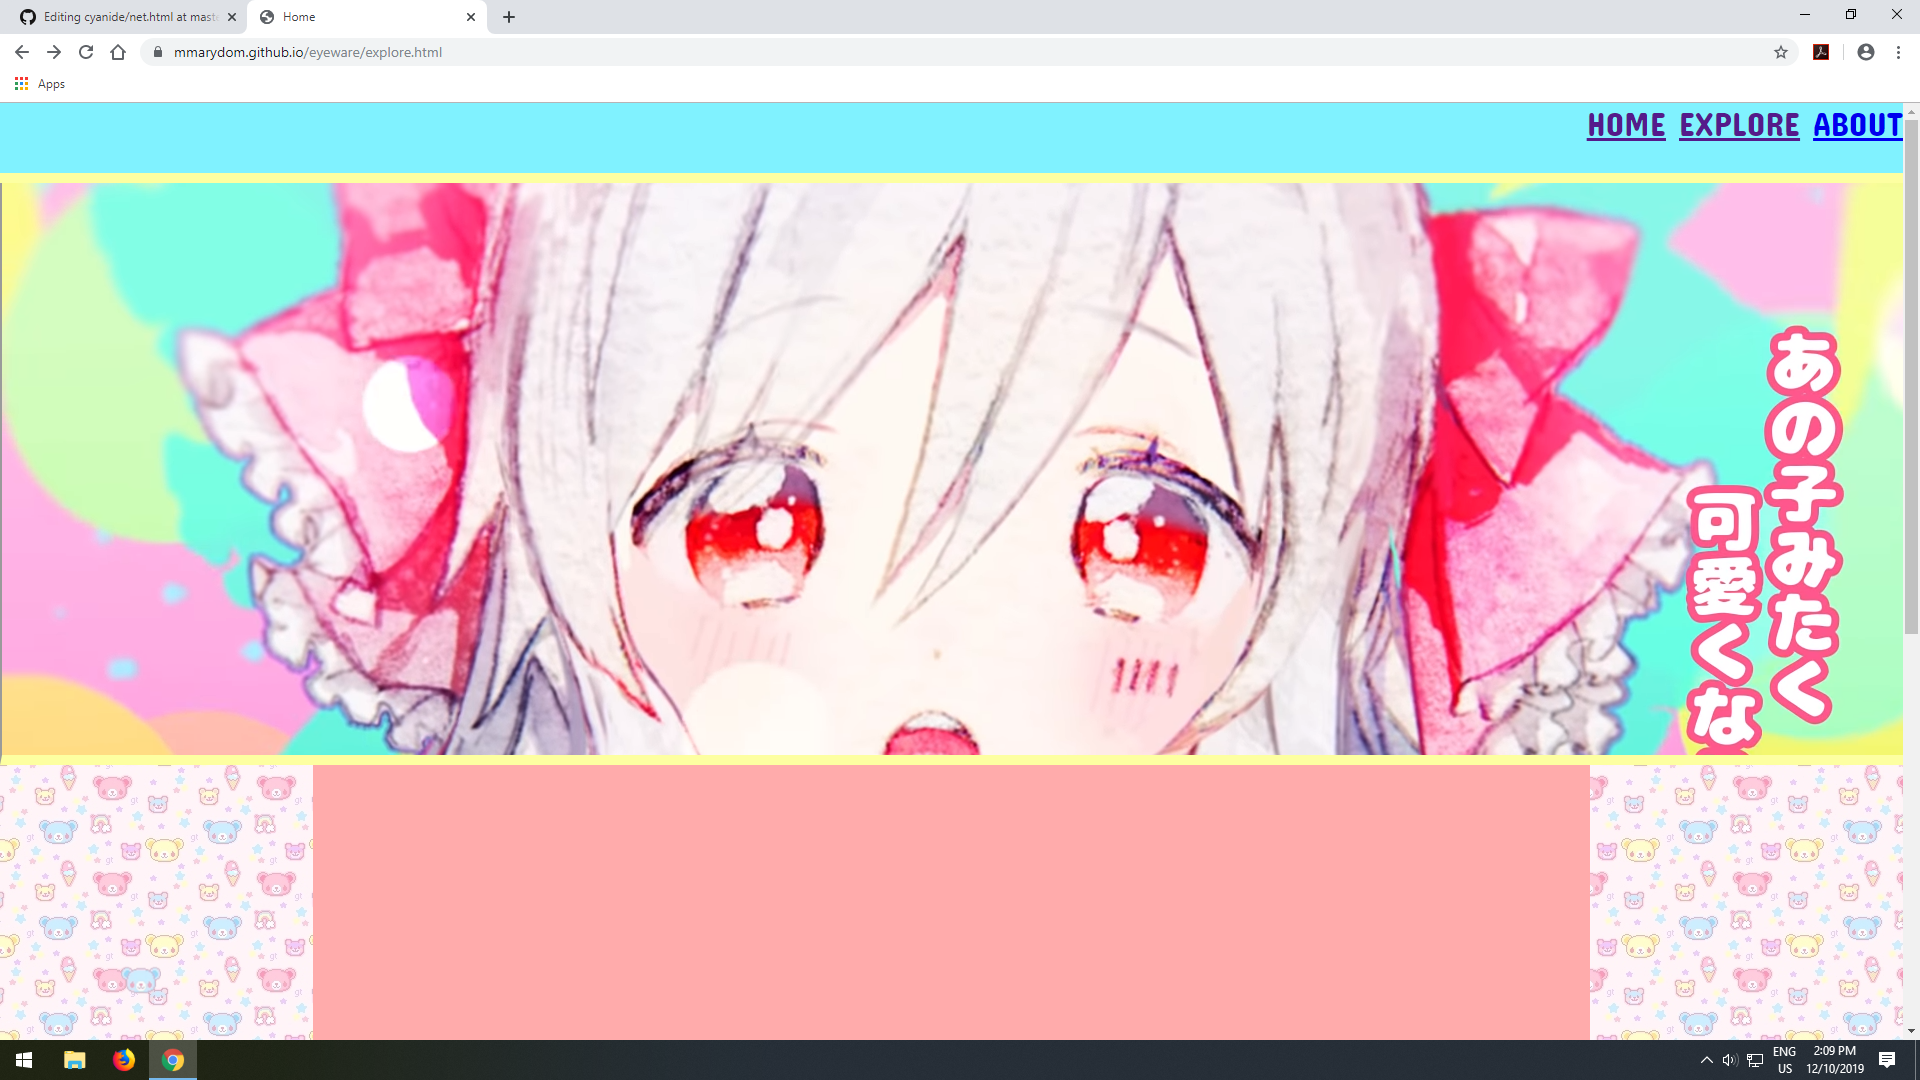 Editing cyanide/net.html at mast
Home
mmarydom.github.io/eyeware/explore.html
Apps
HOME EXPLORE ABOUT
あの子みたく
可愛くな
ENG
US
2:09 PM
12/10/2019